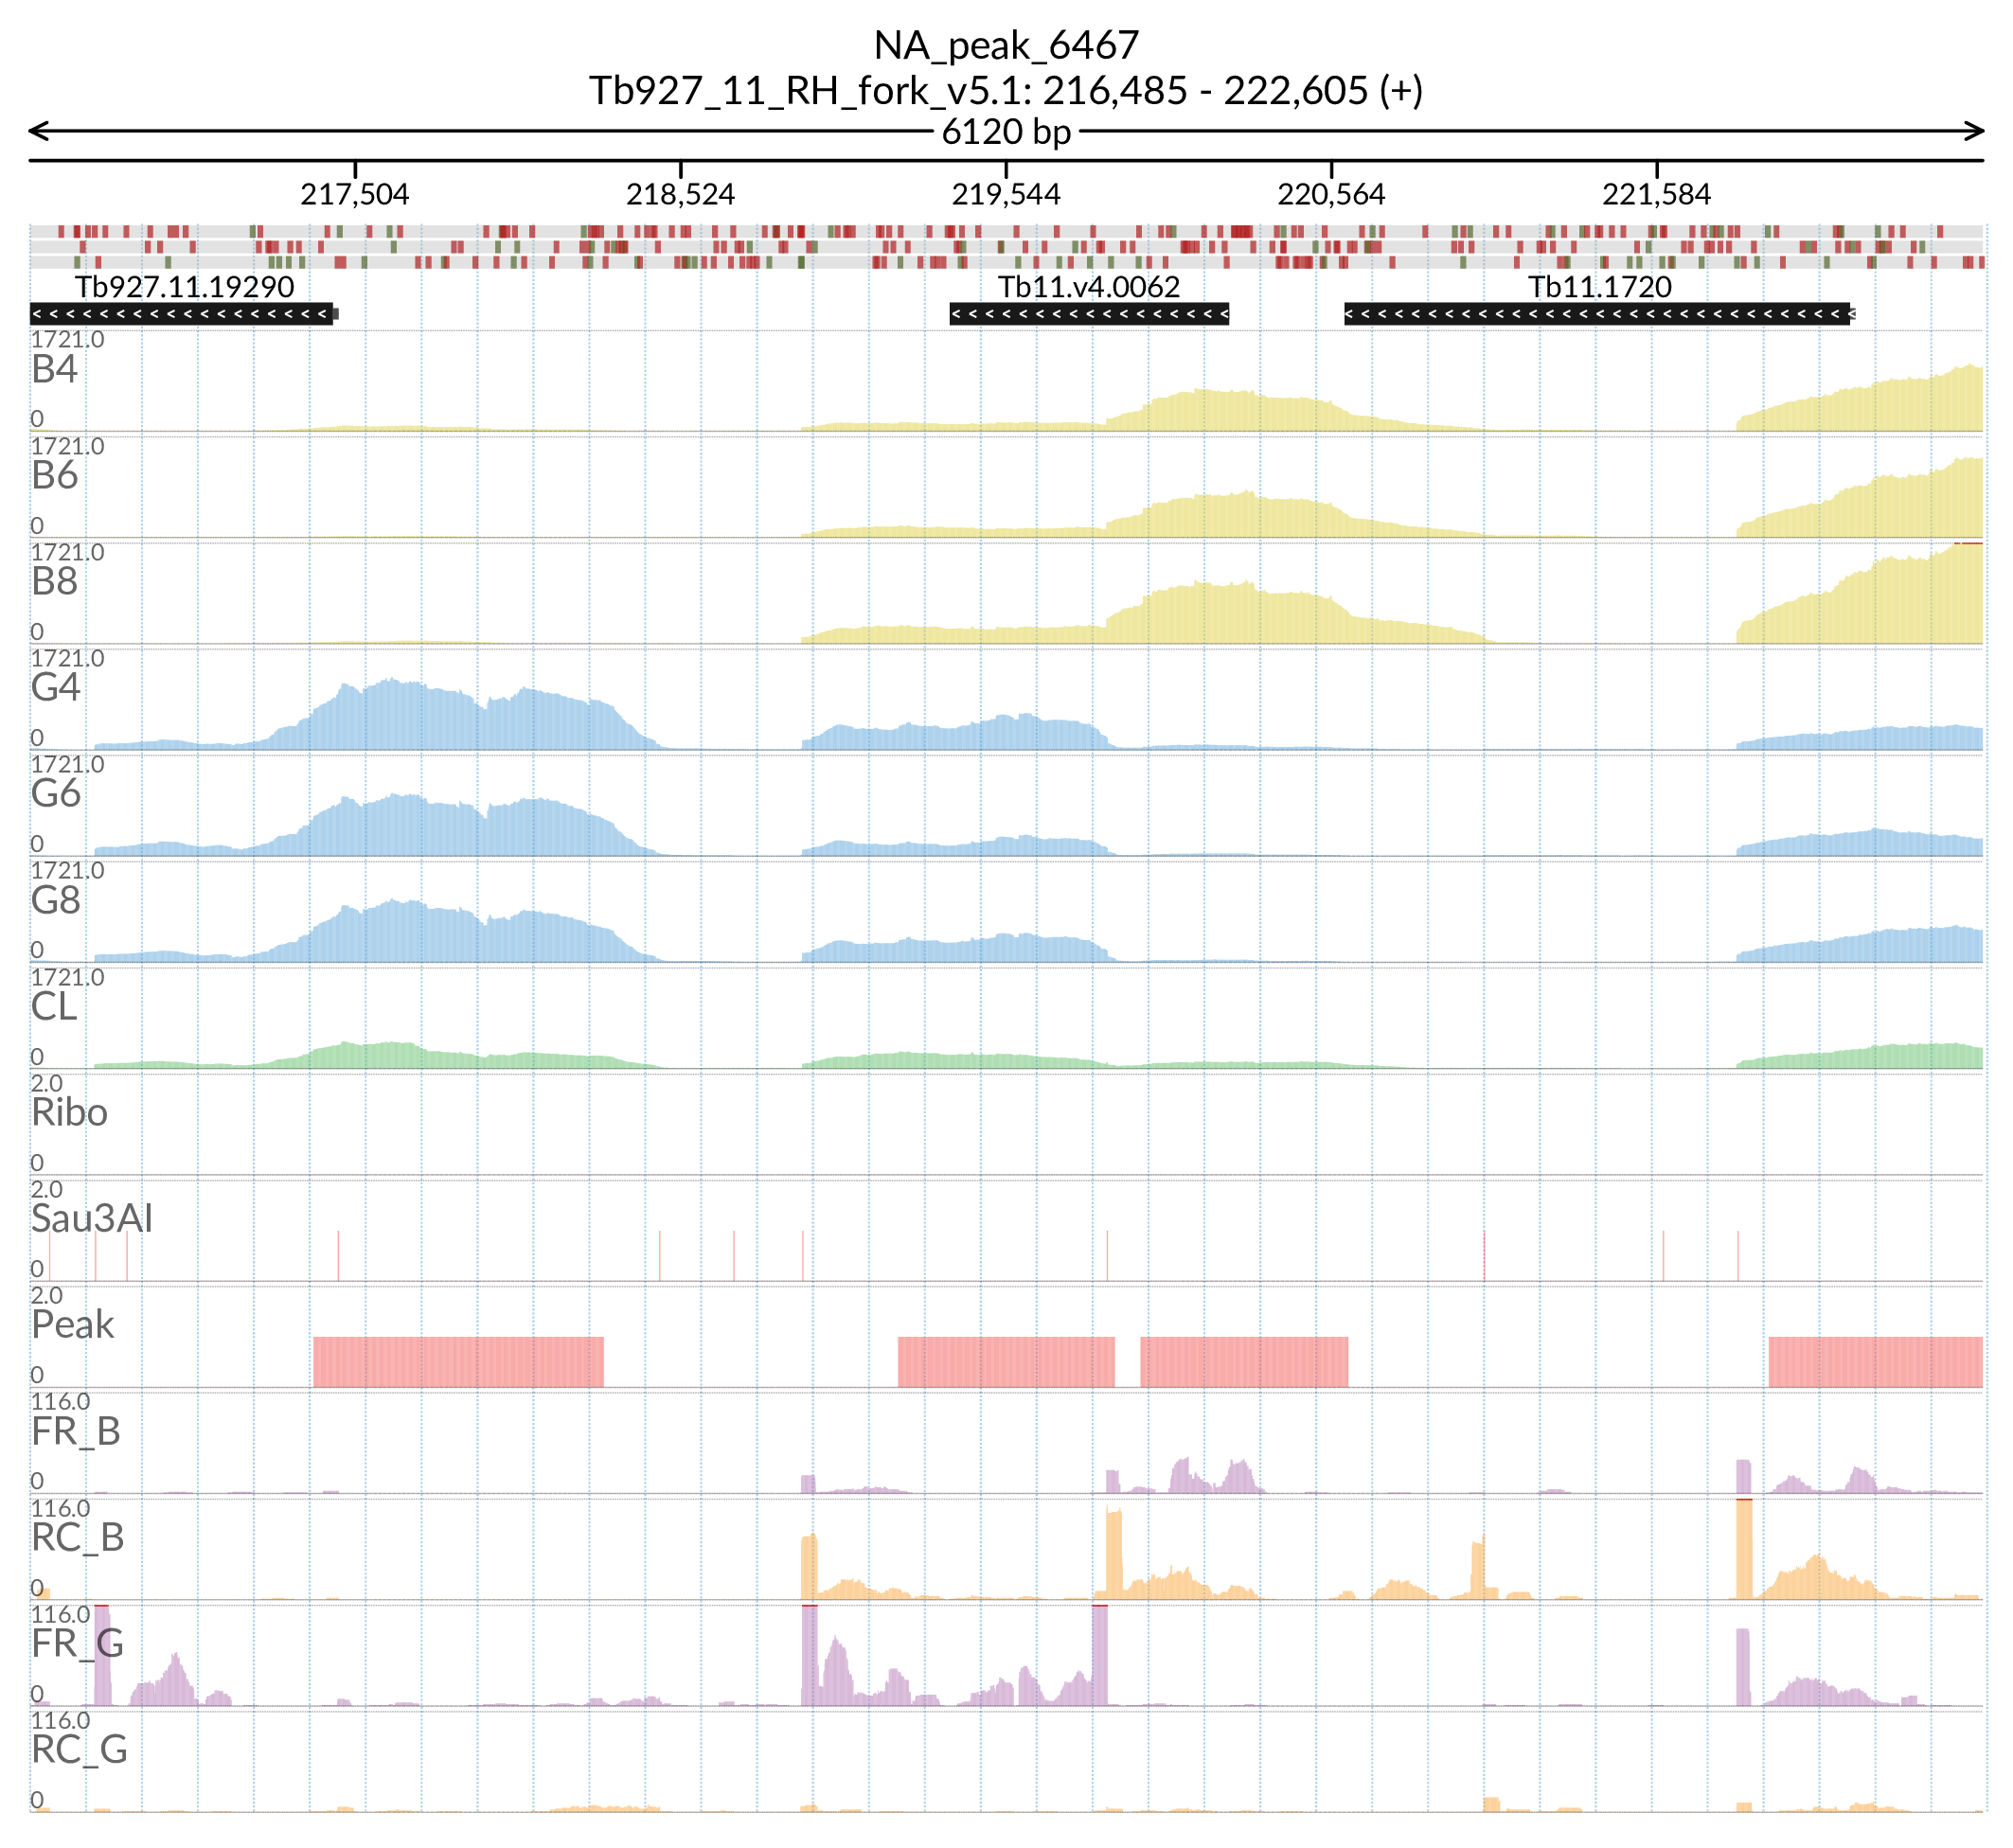 NA_peak_6467
Tb927_11_RH_fork_v5.1: 216,485 - 222,605 (+)
6120 bp
217,504 218,524 219,544 220,564 221,584
Tb927.11.19290 Tb11.v4.0062 Tb11.1720
1721.0
B4
0
1721.0
B6
0
1721.0
B8
0
1721.0
G4
0
1721.0
G6
0
1721.0
G8
0
1721.0
CL
0
2.0
Ribo
0
2.0
Sau3AI
0
2.0
Peak
0
116.0
FR_B
0
116.0
RC_B
0
116.0
FR_G
0
116.0
RC_G
0